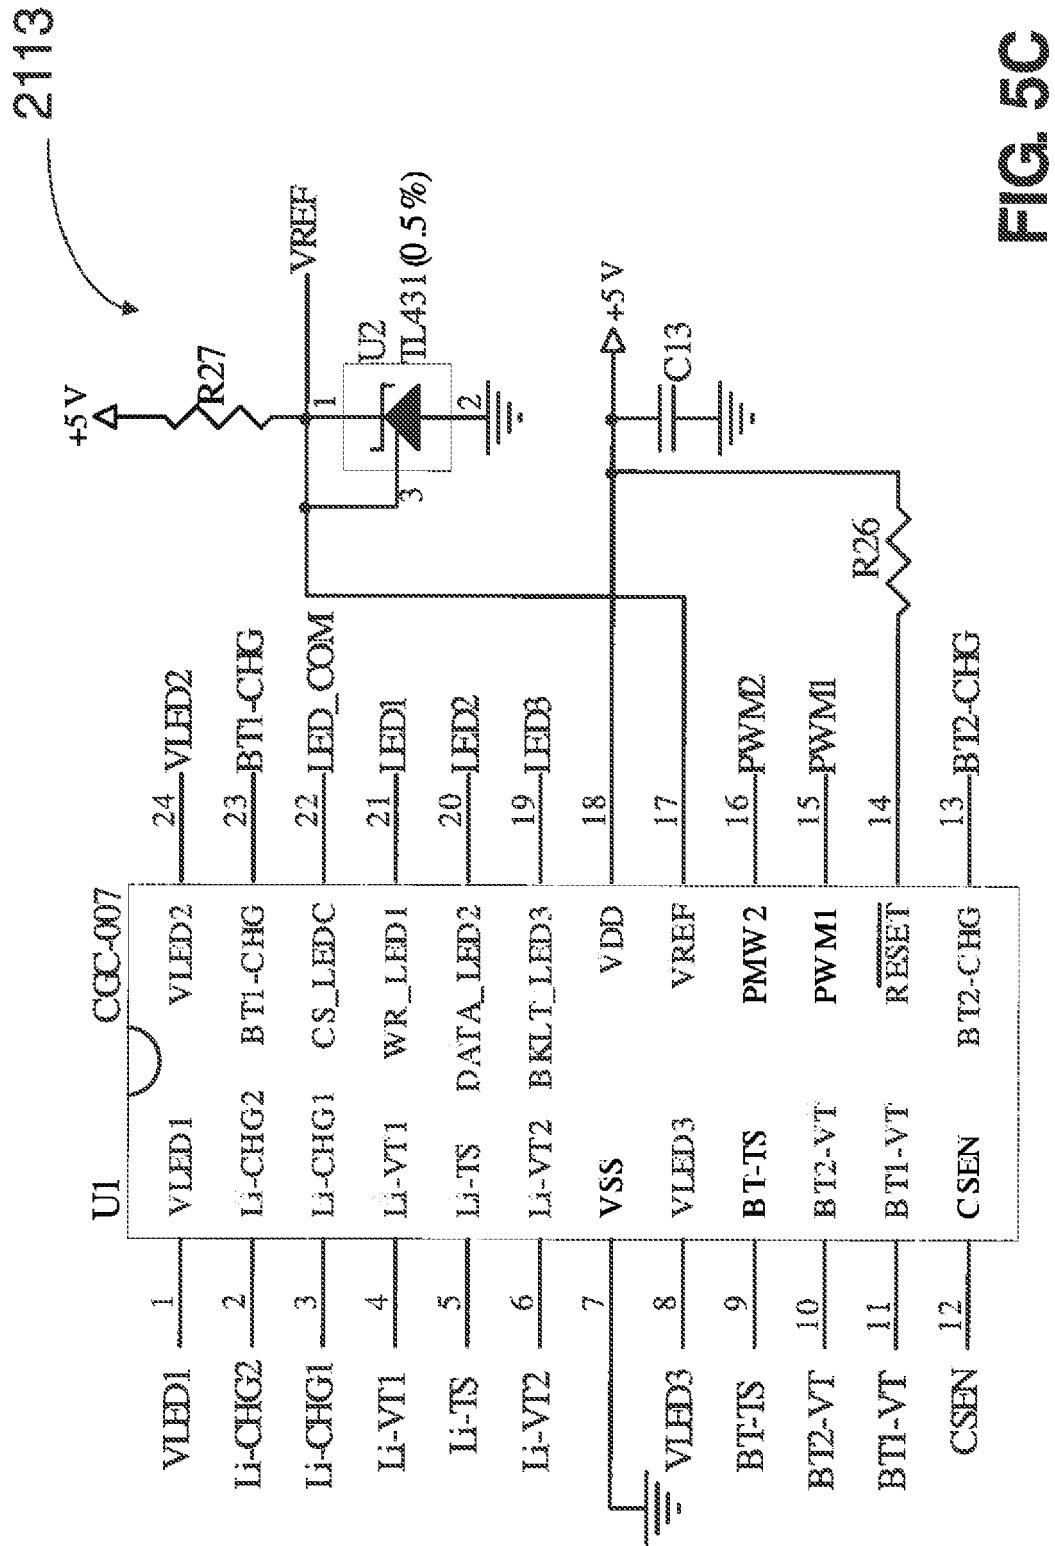 2113
U1
CGC-007
VLED1 1 VLED1 VLED2 24 VLED2
Li-CHG2 2 Li-CHG2 BT1-CHG 23 BT1-CHG
Li-CHG1 3 Li-CHG1 CS_LEDC 22 LED_COM
Li-VT1 4 Li-VT1 WR_LED1 21 LED1
Li-TS 5 Li-TS DATA_LED2 20 LED2
Li-VT2 6 Li-VT2 BKLT_LED3 19 LED3
7 VSS VDD 18
VLED3 8 VLED3 VREF 17
BT-TS 9 BT-TS PMW2 16 PWM2
BT2-VT 10 BT2-VT PWM1 15 PWM1
BT1-VT 11 BT1-VT RESET 14
CSEN 12 CSEN BT2-CHG 13 BT2-CHG
+5V
R27
VREF
1
U2
TL431(0.5%)
3
2
+5V
C13
R26
FIG. 5C